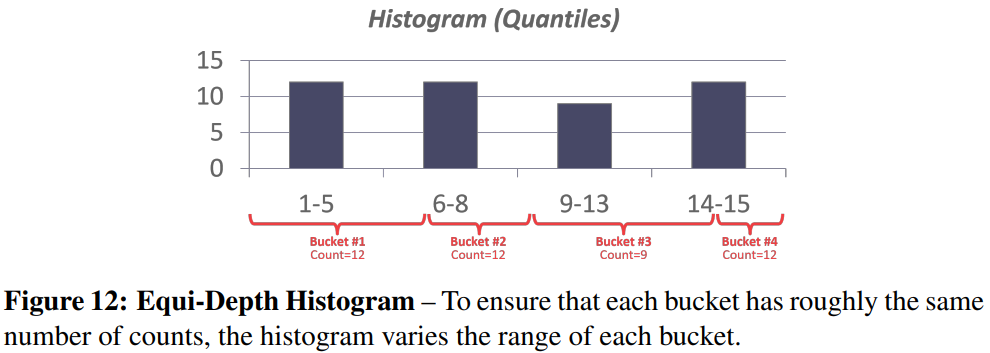 Histogram (Quantiles)
15
10
5
0
1-5 6-8 9-13 14-15
Bucket #1 Bucket #2 Bucket #3 Bucket #4
Count=12 Count=12 Count=9 Count=12
Figure 12: Equi-Depth Histogram – To ensure that each bucket has roughly the same
number of counts, the histogram varies the range of each bucket.